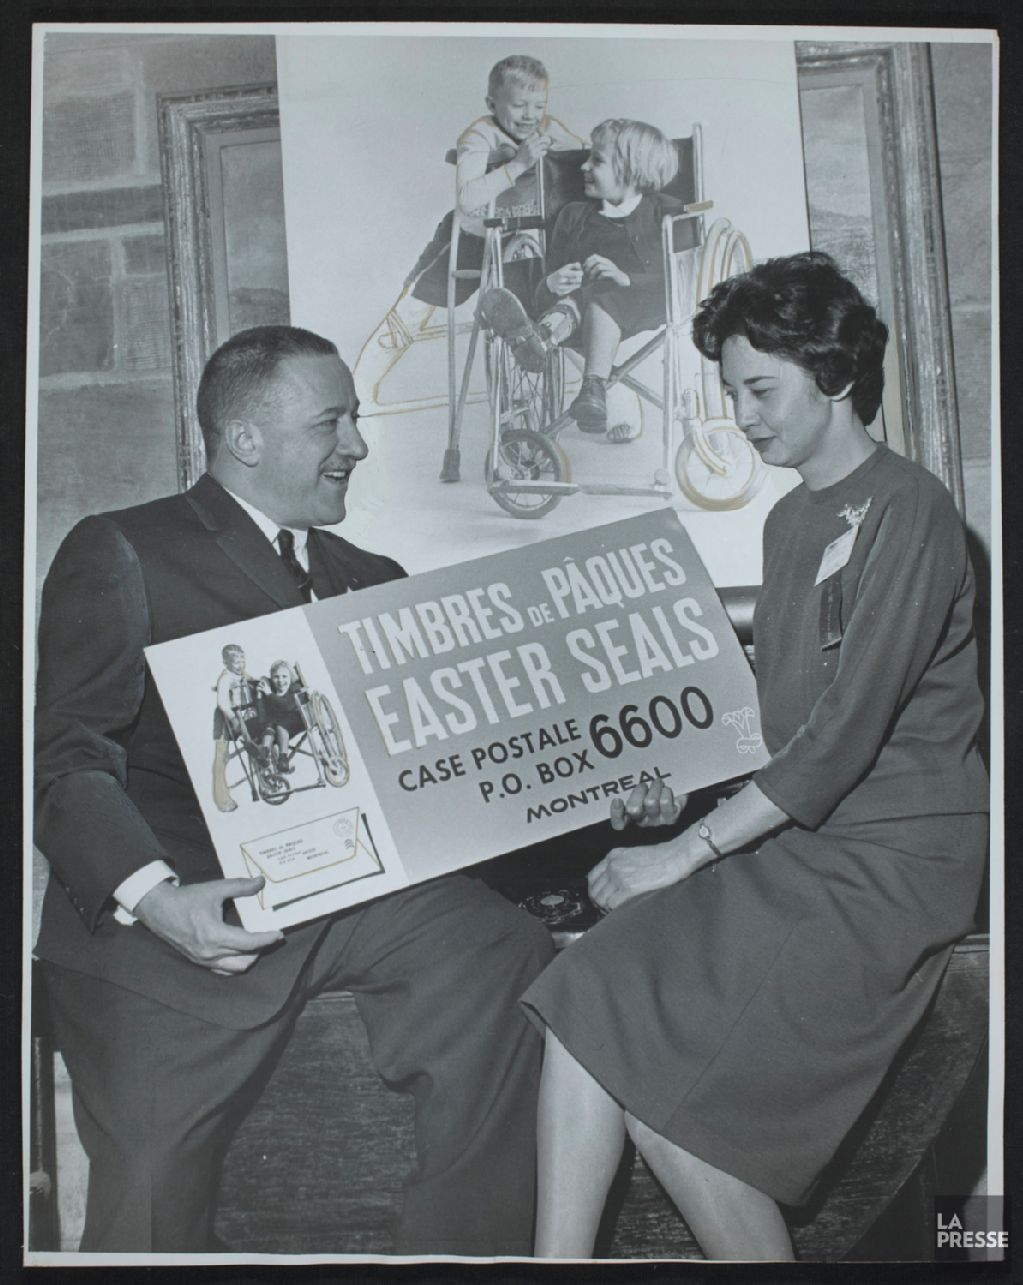 TIMBRES DE PÂQUES
EASTER SEALS
CASE POSTALE
P.O. BOX 6600
MONTREAL
LA
PRESSE